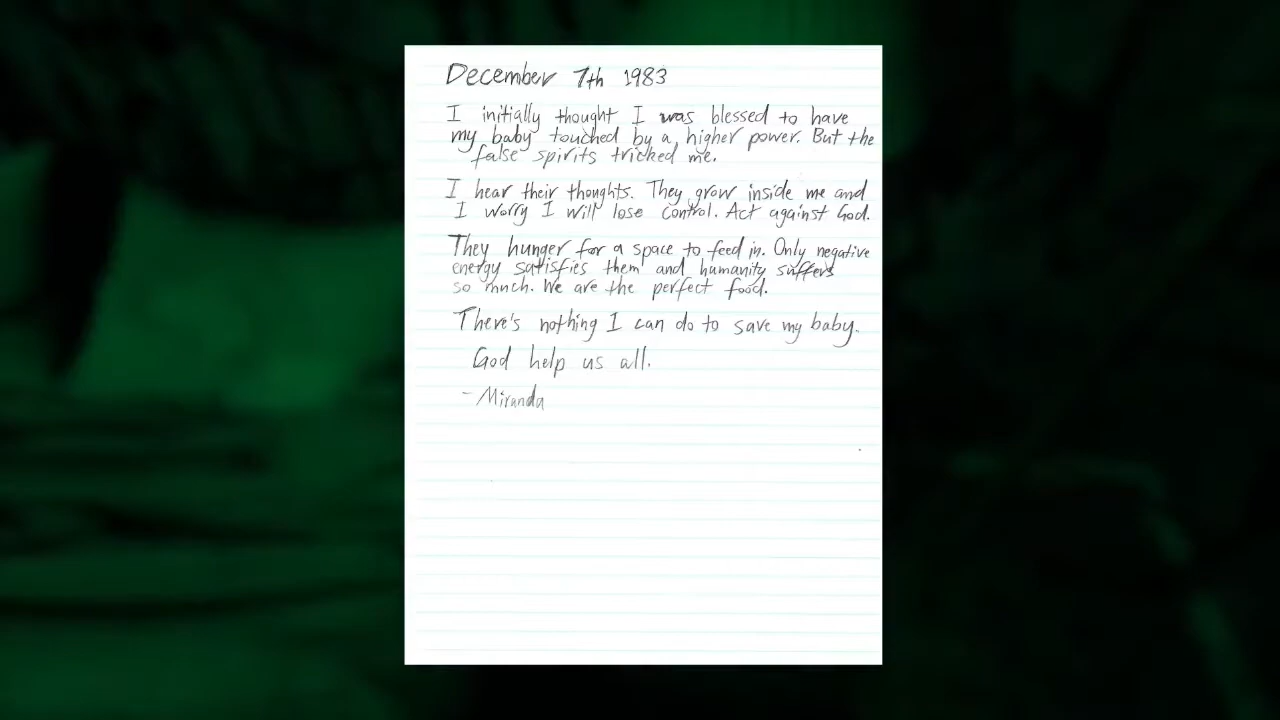 December 7th 1983
I initially thought I was blessed to have
my baby touched by a higher power. But the
false spirits tricked me.
I hear their thoughts. They grow inside me and
I worry I will lose control. Act against God.
They hunger for a space to feed in. Only negative
energy satisfies them and humanity suffers
so much. We are the perfect food.
There's nothing I can do to save my baby.
God help us all.
- Miranda